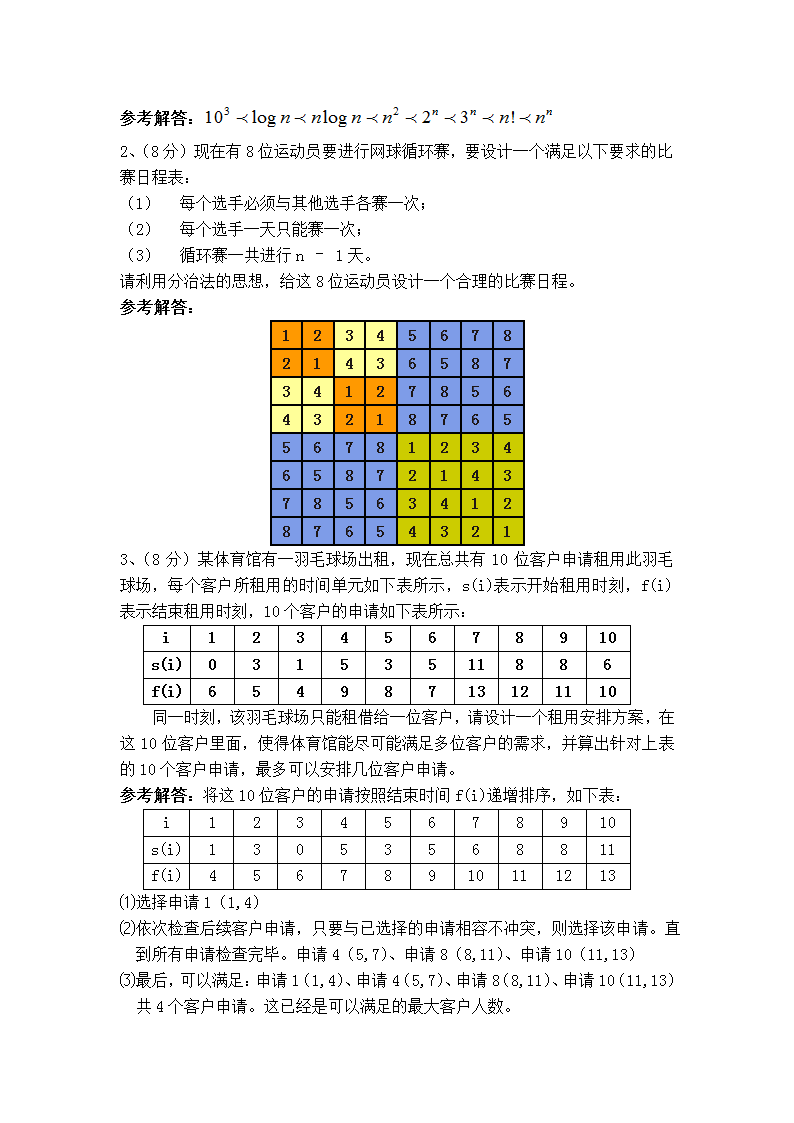 参考解答：10³ ≺ log n ≺ n log n ≺ n² ≺ 2ⁿ ≺ 3ⁿ ≺ n! ≺ nⁿ
2、（8 分）现在有 8 位运动员要进行网球循环赛，要设计一个满足以下要求的比
赛日程表：
（1） 每个选手必须与其他选手各赛一次；
（2） 每个选手一天只能赛一次；
（3） 循环赛一共进行 n – 1 天。
请利用分治法的思想，给这 8 位运动员设计一个合理的比赛日程。
参考解答：
1 2 3 4 5 6 7 8
2 1 4 3 6 5 8 7
3 4 1 2 7 8 5 6
4 3 2 1 8 7 6 5
5 6 7 8 1 2 3 4
6 5 8 7 2 1 4 3
7 8 5 6 3 4 1 2
8 7 6 5 4 3 2 1
3、（8 分）某体育馆有一羽毛球场出租，现在总共有 10 位客户申请租用此羽毛
球场，每个客户所租用的时间单元如下表所示，s(i)表示开始租用时刻，f(i)
表示结束租用时刻，10 个客户的申请如下表所示：
i 1 2 3 4 5 6 7 8 9 10
s(i) 0 3 1 5 3 5 11 8 8 6
f(i) 6 5 4 9 8 7 13 12 11 10
同一时刻，该羽毛球场只能租借给一位客户，请设计一个租用安排方案，在
这 10 位客户里面，使得体育馆能尽可能满足多位客户的需求，并算出针对上表
的 10 个客户申请，最多可以安排几位客户申请。
参考解答：将这 10 位客户的申请按照结束时间 f(i)递增排序，如下表：
i 1 2 3 4 5 6 7 8 9 10
s(i) 1 3 0 5 3 5 6 8 8 11
f(i) 4 5 6 7 8 9 10 11 12 13
⑴选择申请 1（1,4）
⑵依次检查后续客户申请，只要与已选择的申请相容不冲突，则选择该申请。直
到所有申请检查完毕。申请 4（5,7）、申请 8（8,11）、申请 10（11,13）
⑶最后，可以满足：申请 1（1,4）、申请 4（5,7）、申请 8（8,11）、申请 10（11,13）
共 4 个客户申请。这已经是可以满足的最大客户人数。